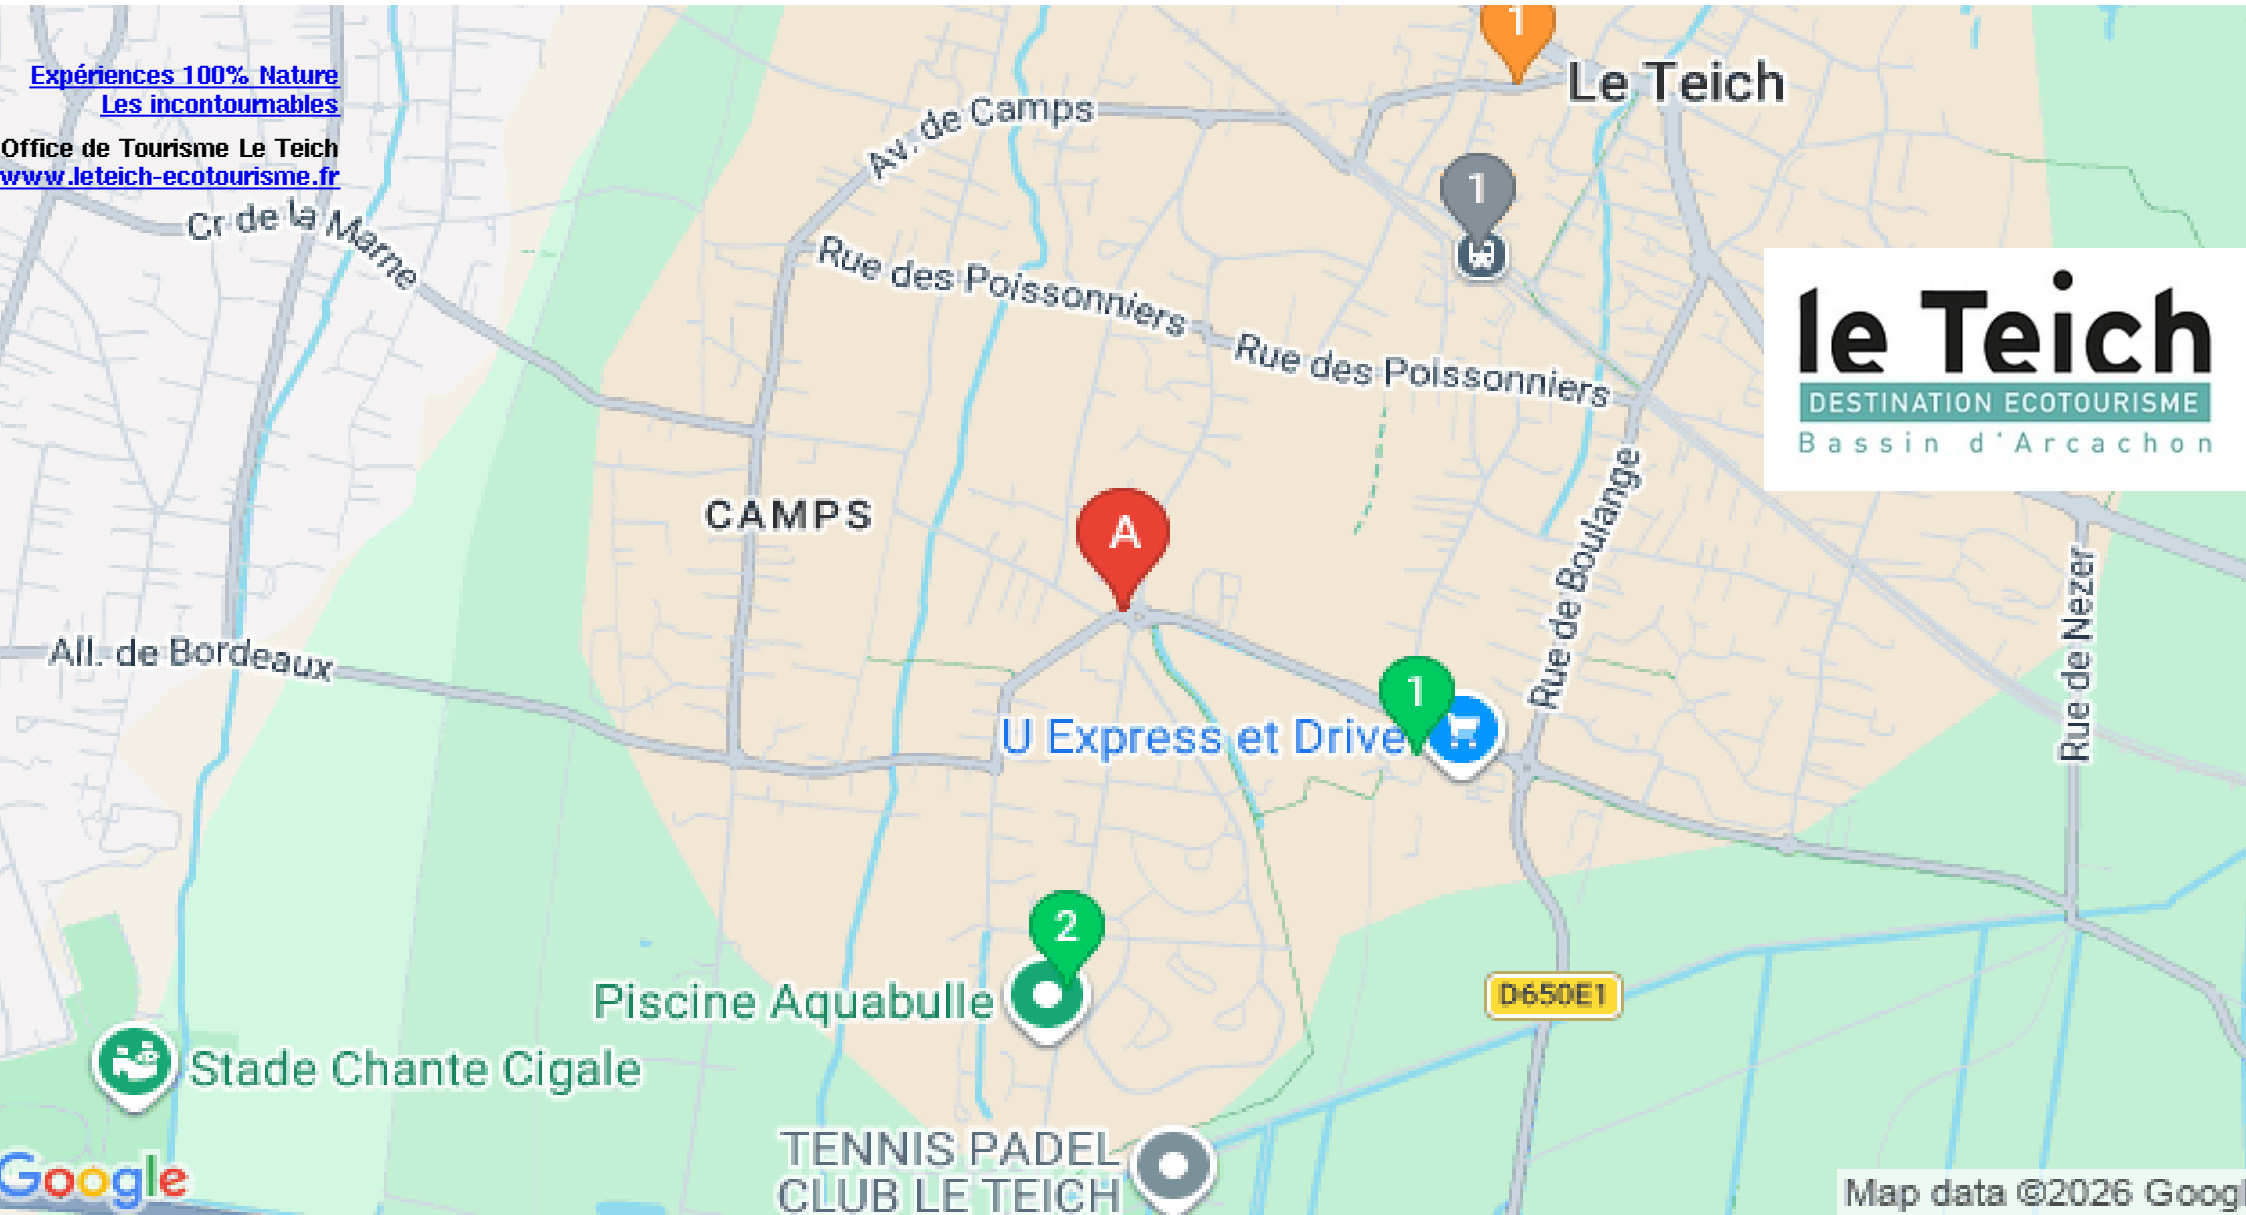 Expériences 100% Nature
Les incontournables
Office de Tourisme Le Teich
www.leteich-ecotourisme.fr
1
Le Teich
Av. de Camps
1
Cr de la Marne
Rue des Poissonniers
Rue des Poissonniers
le Teich
DESTINATION ECOTOURISME
Bassin d'Arcachon
CAMPS
A
Rue de Boulange
Rue de Nezer
All. de Bordeaux
1
U Express et Drive
2
Piscine Aquabulle
D650E1
Stade Chante Cigale
TENNIS PADEL
CLUB LE TEICH
Google
Map data ©2026 Googl